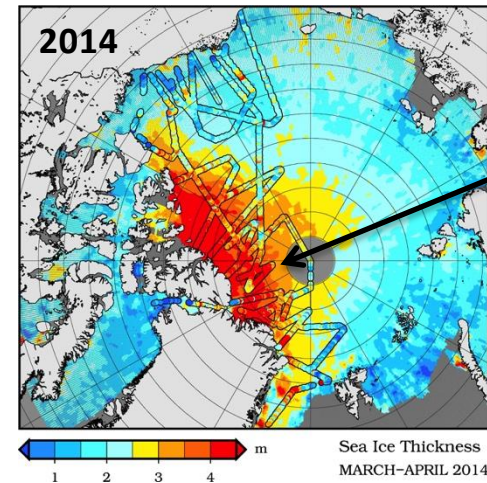 2014
m
1 2 3 4
Sea Ice Thickness
MARCH–APRIL 2014